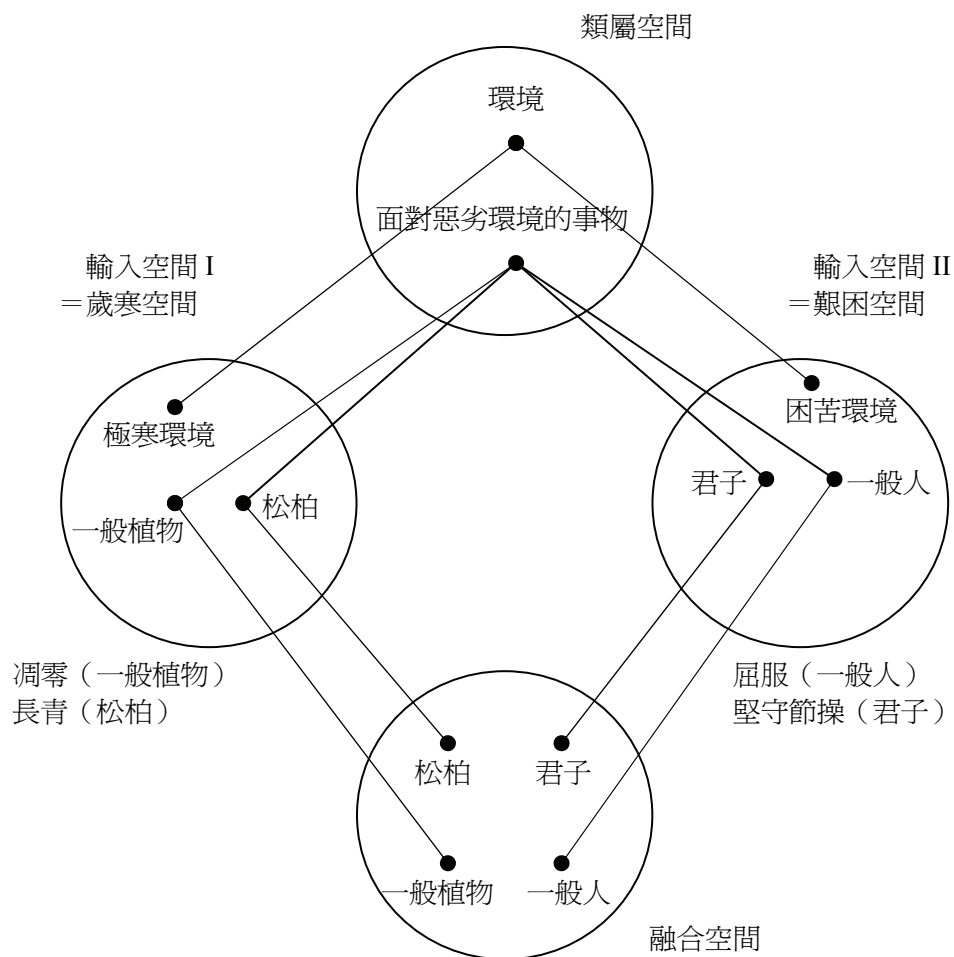 類屬空間
環境
面對惡劣環境的事物
輸入空間 I
＝歲寒空間
輸入空間 II
＝艱困空間
極寒環境
一般植物
松柏
困苦環境
君子
一般人
凋零（一般植物）
長青（松柏）
屈服（一般人）
堅守節操（君子）
松柏
君子
一般植物
一般人
融合空間